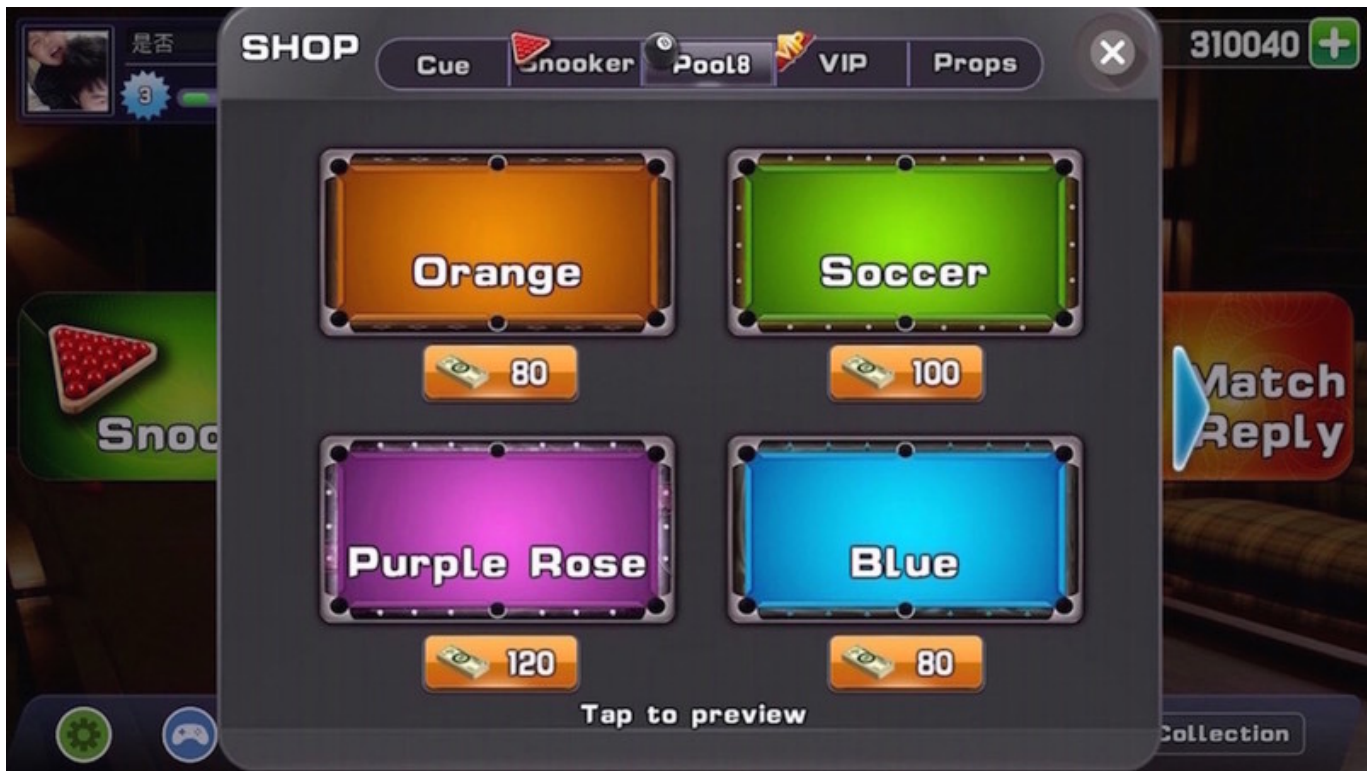 是否
3
SHOP
Cue
Snooker
Pool8
VIP
Props
310040
Orange
Soccer
80
100
Snoo
Match
Reply
Purple Rose
Blue
120
80
Tap to preview
Collection